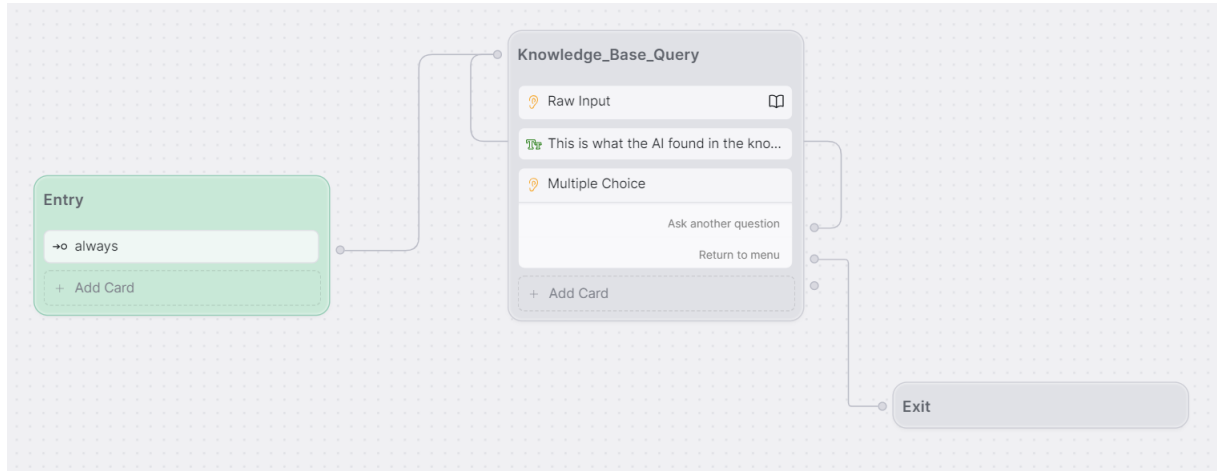 Knowledge_Base_Query
Raw Input
This is what the AI found in the kno...
Multiple Choice
Ask another question
Return to menu
+ Add Card
Entry
always
+ Add Card
Exit